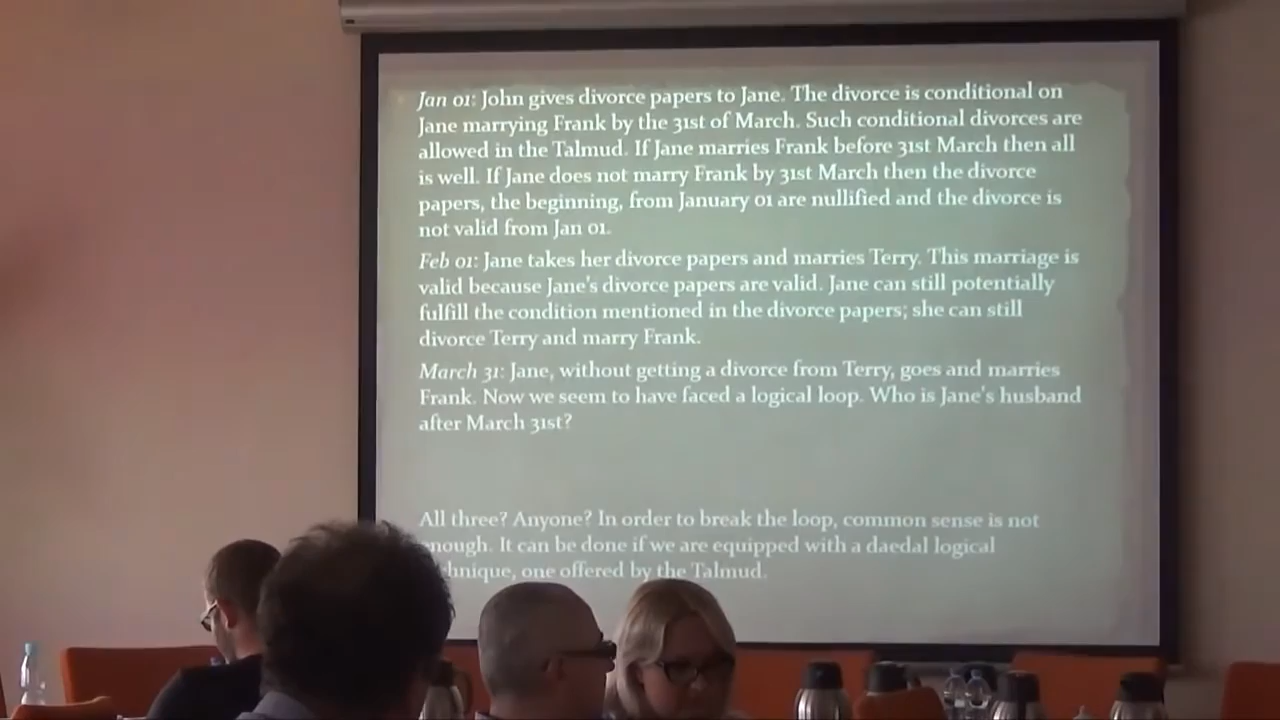 Jan 01: John gives divorce papers to Jane. The divorce is conditional on
Jane marrying Frank by the 31st of March. Such conditional divorces are
allowed in the Talmud. If Jane marries Frank before 31st March then all
is well. If Jane does not marry Frank by 31st March then the divorce
papers, the beginning, from January 01 are nullified and the divorce is
not valid from Jan 01.
Feb 01: Jane takes her divorce papers and marries Terry. This marriage is
valid because Jane's divorce papers are valid. Jane can still potentially
fulfill the condition mentioned in the divorce papers; she can still
divorce Terry and marry Frank.
March 31: Jane, without getting a divorce from Terry, goes and marries
Frank. Now we seem to have faced a logical loop. Who is Jane's husband
after March 31st?
All three? Anyone? In order to break the loop, common sense is not
enough. It can be done if we are equipped with a daedal logical
chnique, one offered by the Talmud.